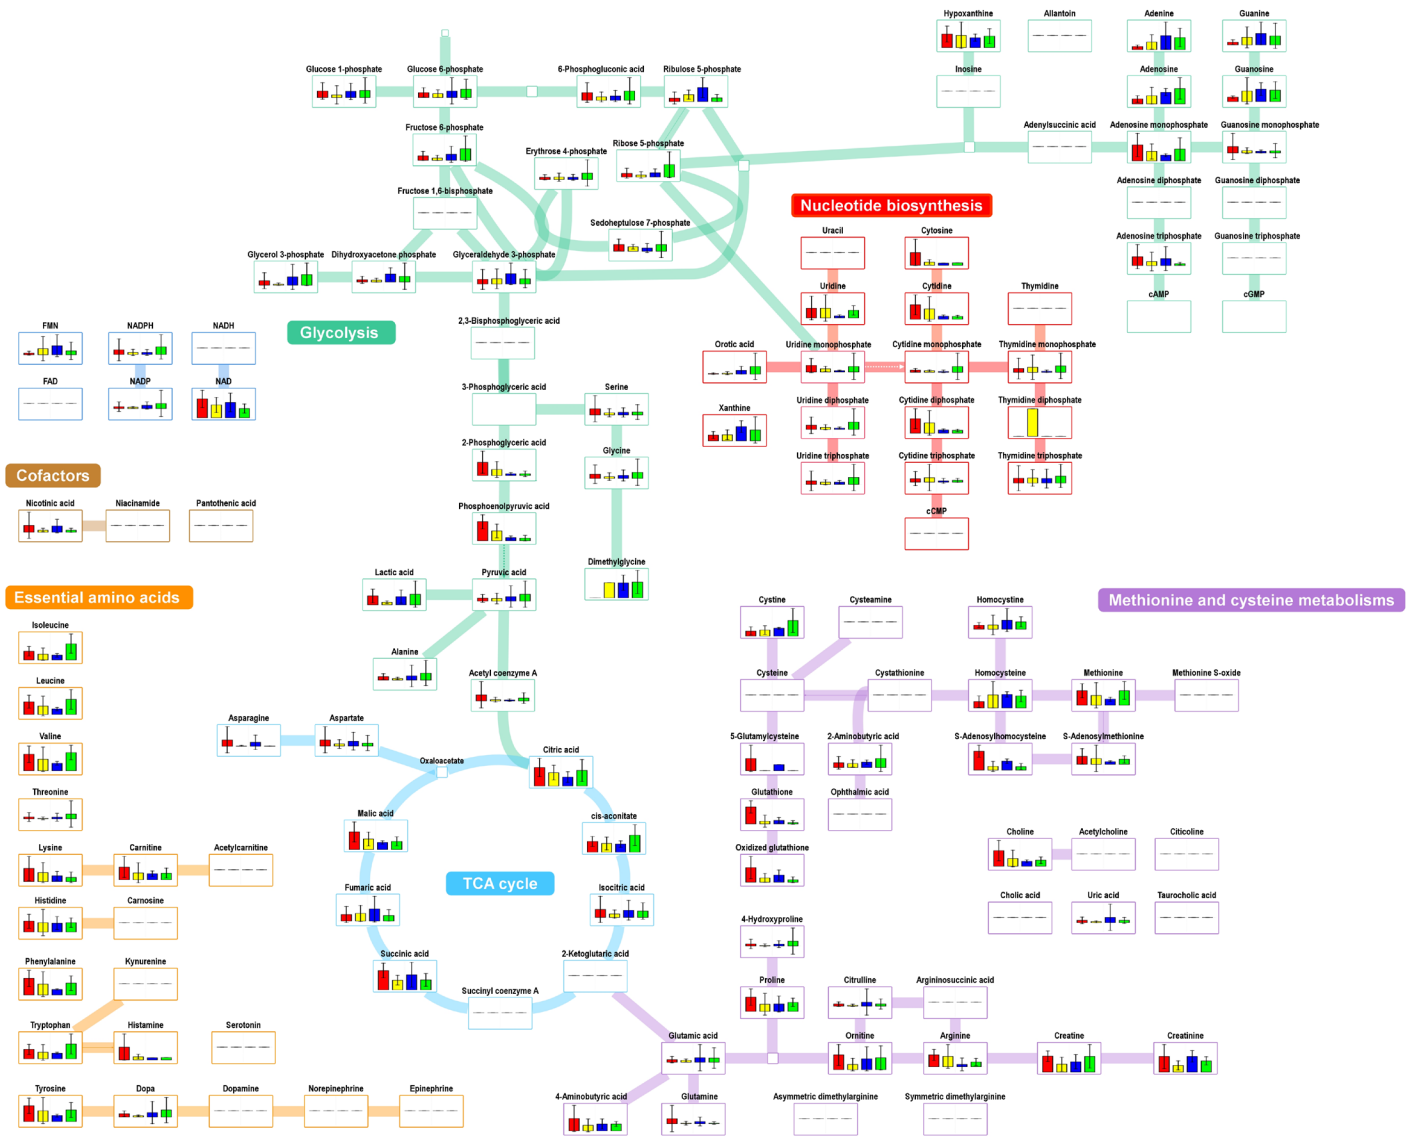 Hypoxanthine
Allantoin
Adenine
Guanine
Glucose 1-phosphate
Glucose 6-phosphate
6-Phosphogluconic acid
Ribulose 5-phosphate
Inosine
Adenosine
Guanosine
Fructose 6-phosphate
Erythrose 4-phosphate
Ribose 5-phosphate
Adenylsuccinic acid
Adenosine monophosphate
Guanosine monophosphate
Fructose 1,6-bisphosphate
Adenosine diphosphate
Guanosine diphosphate
Nucleotide biosynthesis
Sedoheptulose 7-phosphate
Uracil
Cytosine
Adenosine triphosphate
Guanosine triphosphate
Glycerol 3-phosphate
Dihydroxyacetone phosphate
Glyceraldehyde 3-phosphate
Uridine
Cytidine
Thymidine
cAMP
cGMP
FMN
NADPH
NADH
Glycolysis
2,3-Bisphosphoglyceric acid
Orotic acid
Uridine monophosphate
Cytidine monophosphate
Thymidine monophosphate
FAD
NADP
NAD
3-Phosphoglyceric acid
Serine
Xanthine
Uridine diphosphate
Cytidine diphosphate
Thymidine diphosphate
2-Phosphoglyceric acid
Glycine
Uridine triphosphate
Cytidine triphosphate
Thymidine triphosphate
Cofactors
Nicotinic acid
Niacinamide
Pantothenic acid
Phosphoenolpyruvic acid
cCMP
Dimethylglycine
Lactic acid
Pyruvic acid
Essential amino acids
Methionine and cysteine metabolisms
Isoleucine
Cystine
Cysteamine
Homocystine
Alanine
Acetyl coenzyme A
Leucine
Cysteine
Cystathionine
Homocysteine
Methionine
Methionine S-oxide
Asparagine
Aspartate
Valine
Oxaloacetate
Citric acid
5-Glutamylcysteine
2-Aminobutyric acid
S-Adenosylhomocysteine
S-Adenosylmethionine
Threonine
Malic acid
cis-aconitate
Glutathione
Ophthalmic acid
Lysine
Carnitine
Acetylcarnitine
Oxidized glutathione
Choline
Acetylcholine
Citicoline
TCA cycle
Histidine
Carnosine
Fumaric acid
Isocitric acid
Cholic acid
Uric acid
Taurocholic acid
4-Hydroxyproline
Phenylalanine
Kynurenine
Succinic acid
2-Ketoglutaric acid
Proline
Citrulline
Argininosuccinic acid
Succinyl coenzyme A
Tryptophan
Histamine
Serotonin
Glutamic acid
Ornitine
Arginine
Creatine
Creatinine
Tyrosine
Dopa
Dopamine
Norepinephrine
Epinephrine
4-Aminobutyric acid
Glutamine
Asymmetric dimethylarginine
Symmetric dimethylarginine